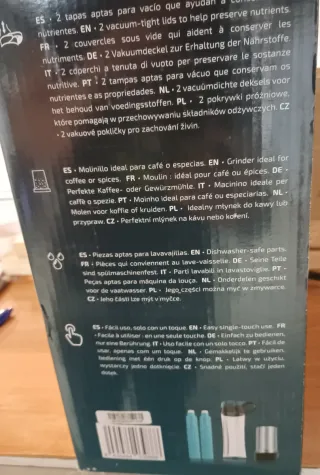 ES • 2 tapas aptas para vacío que ayudan a conservar los
nutrientes. EN • 2 vacuum-tight lids to help preserve nutrients.
FR • 2 couvercles sous vide qui aident à conserver les
nutriments. DE • 2 Vakuumdeckel zur Erhaltung der Nährstoffe.
IT • 2 coperchi a tenuta di vuoto per preservare le sostanze
nutritive. PT • 2 tampas aptas para vácuo que conservam os
nutrientes e as propriedades. NL • 2 vacuümdichte deksels voor
het behoud van voedingsstoffen. PL • 2 pokrywki próżniowe,
które pomagają w przechowywaniu składników odżywczych. CZ
• 2 vakuové pokličky pro zachování živin.
ES • Molinillo ideal para café o especias. EN • Grinder ideal for
coffee or spices. FR • Moulin : idéal pour café ou épices. DE •
Perfekte Kaffee- oder Gewürzmühle. IT • Macinino ideale per
caffè o spezie. PT • Moinho ideal para café ou especiarias. NL •
Molen voor koffie of kruiden. PL • Idealny młynek do kawy lub
przypraw. CZ • Perfektní mlýnek na kávu nebo koření.
ES • Piezas aptas para lavavajillas. EN • Dishwasher-safe parts.
FR • Pièces qui conviennent au lave-vaisselle. DE • Seine Teile
sind spülmaschinenfest. IT • Parti lavabili in lavastoviglie. PT •
Peças aptas para máquina da louça. NL • Onderdelen geschikt
voor de vaatwasser. PL • Jego części można myć w zmywarce.
CZ • Jeho části lze mýt v myčce.
ES • Fácil uso, solo con un toque. EN • Easy single-touch use. FR
• Facile à utiliser : en une seule touche. DE • Einfach zu bedienen,
nur eine Berührung. IT • Uso facile con un solo tocco. PT • Fácil de
usar, apenas com um toque. NL • Gemakkelijk te gebruiken,
bediening met één druk op de knop. PL • Łatwy w użyciu,
wystarczy jedno dotknięcie. CZ • Snadné použití, stačí jeden
dotek.